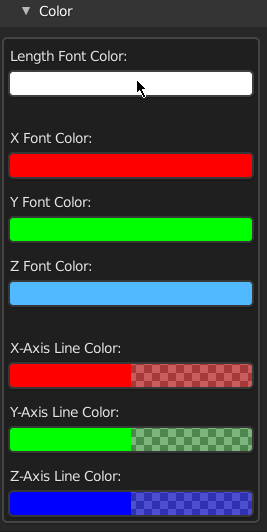 Color
Length Font Color:
X Font Color:
Y Font Color:
Z Font Color:
X-Axis Line Color:
Y-Axis Line Color:
Z-Axis Line Color: